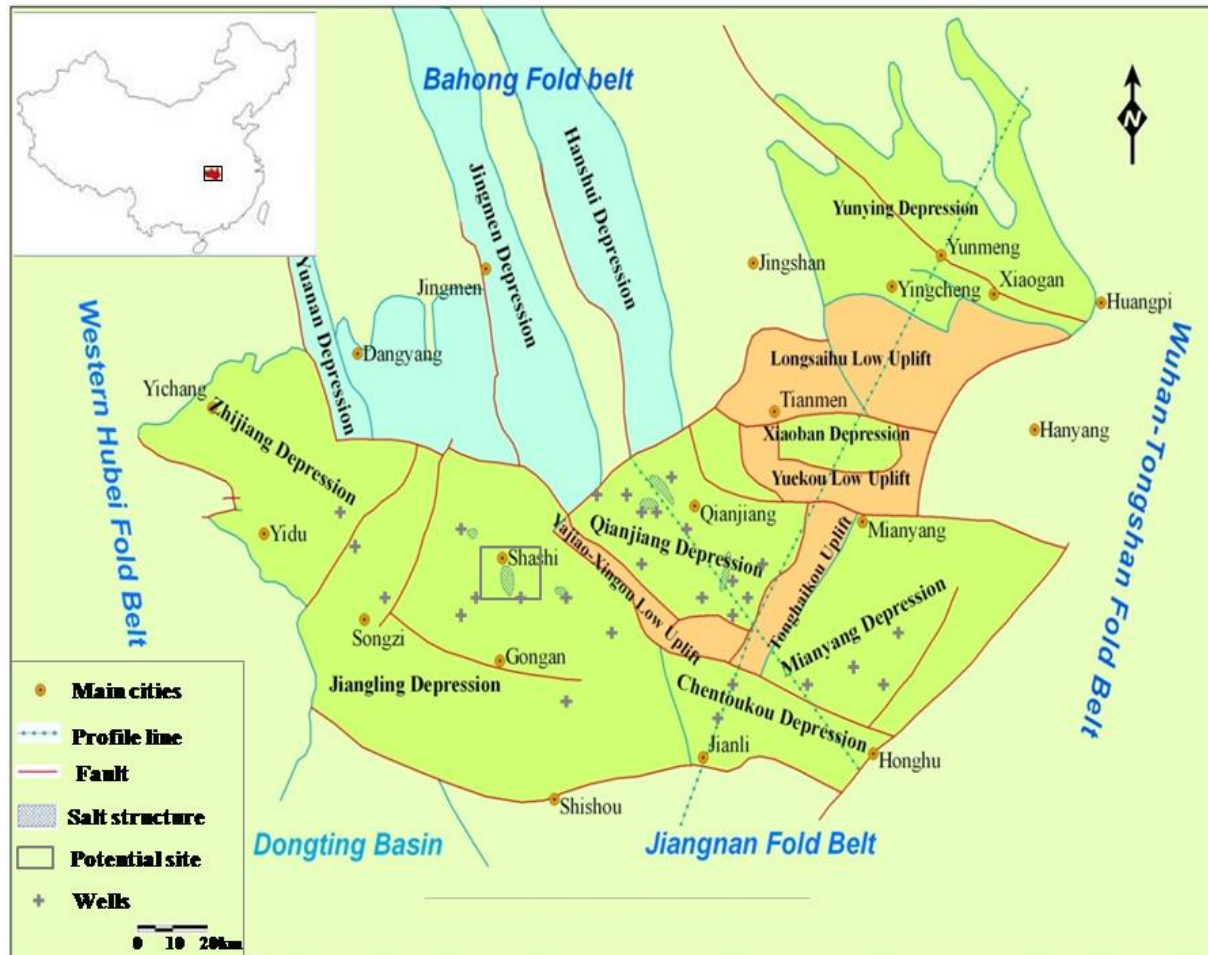 Bahong Fold belt
N
Hanshui Depression
Jingmen Depression
Yunying Depression
Yunmeng
Jingshan
Yingcheng
Xiaogan
Huangpi
Jingmen
Yuanan Depression
Dangyang
Western Hubei Fold Belt
Wuhan-Tongshan Fold Belt
Longsaihu Low Uplift
Yichang
Zhijiang Depression
Tianmen
Hanyang
Xiaoban Depression
Yuekou Low Uplift
Qianjiang
Mianyang
Qianjiang Depression
Yidu
Shashi
Yajiao-Xingou Low Uplift
Tonghaikou Uplift
Mianyang Depression
Songzi
Gongan
Jiangling Depression
Chentoukou Depression
Jianli
Honghu
Shishou
Dongting Basin
Jiangnan Fold Belt
Main cities
Profile line
Fault
Salt structure
Potential site
Wells
0 10 20km